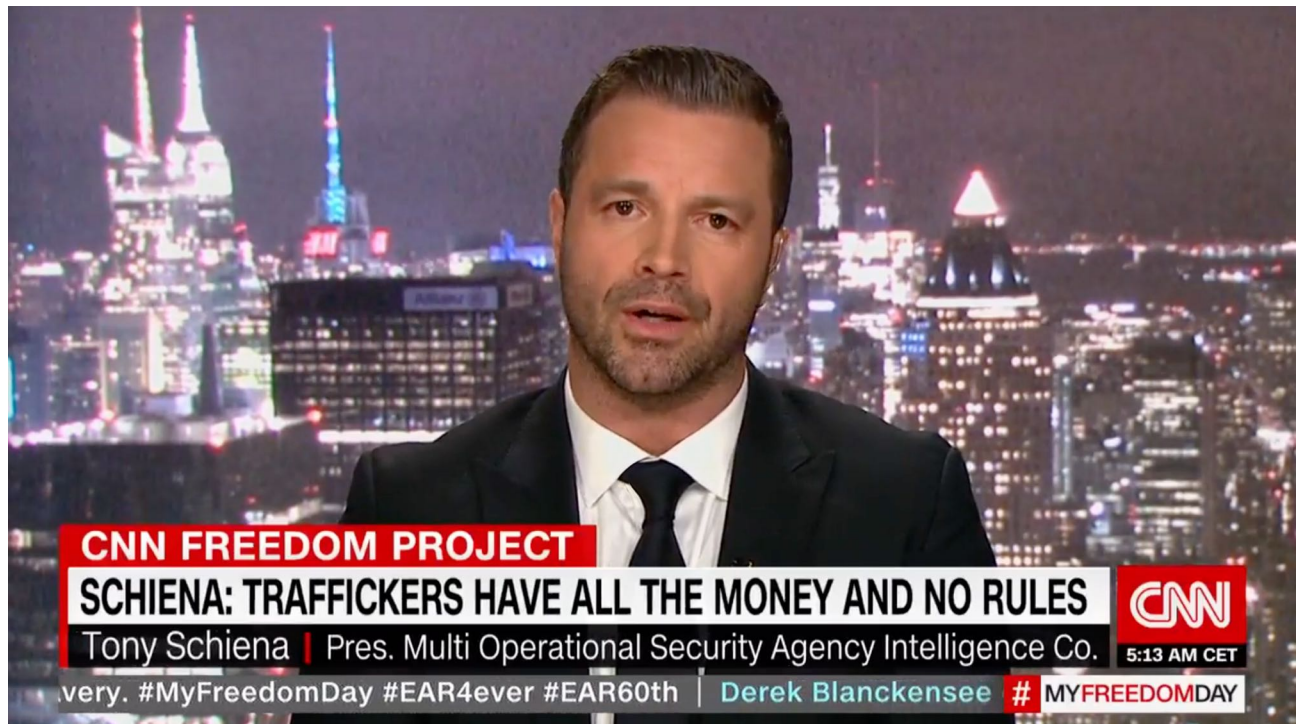 Allianz
CNN FREEDOM PROJECT
SCHIENA: TRAFFICKERS HAVE ALL THE MONEY AND NO RULES
CNN
Tony Schiena | Pres. Multi Operational Security Agency Intelligence Co.
5:13 AM CET
.very. #MyFreedomDay #EAR4ever #EAR60th | Derek Blanckensee
# MYFREEDOMDAY